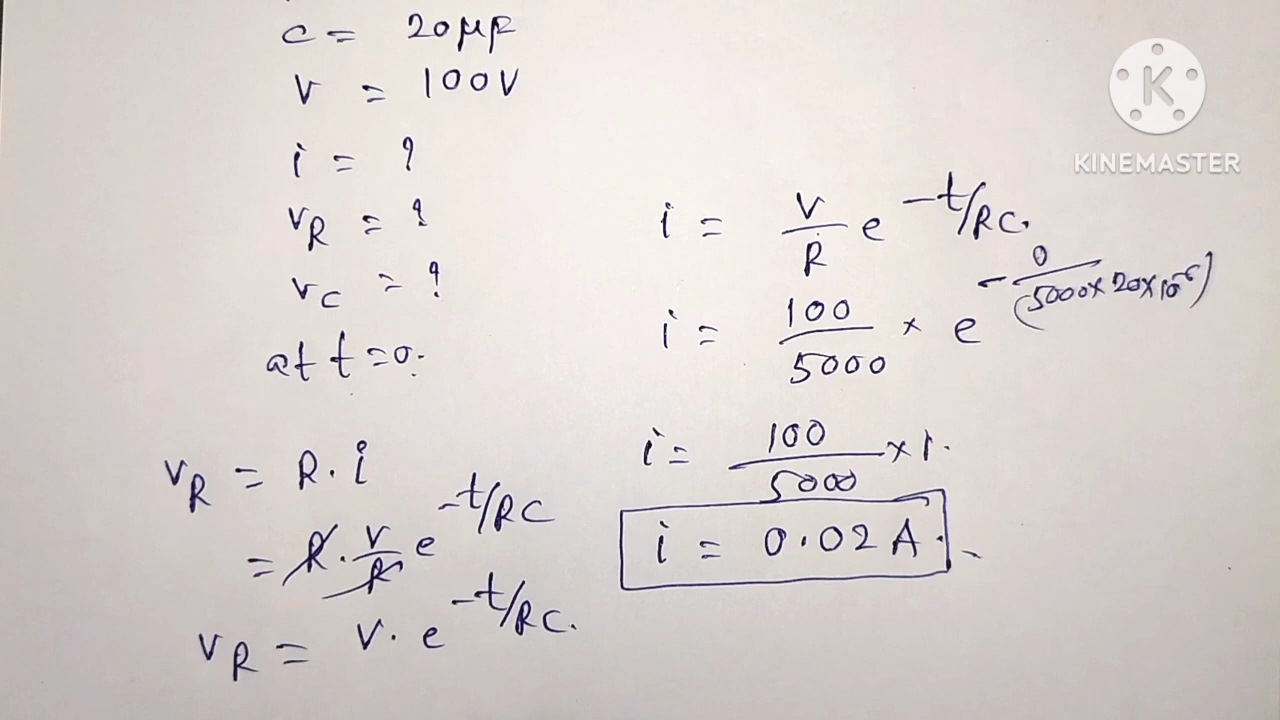 c = 20μF
V = 100V
i = ?
vR = ?
vC = ?
at t=0.
i = V/R e^-t/RC.
i = 100/5000 × e^-0/(5000×20×10^-6)
i = 100/5000 ×1.
i = 0.02A.
vR = R.i
= R.V/R e^-t/RC
vR = V.e^-t/RC.
K
KINEMASTER